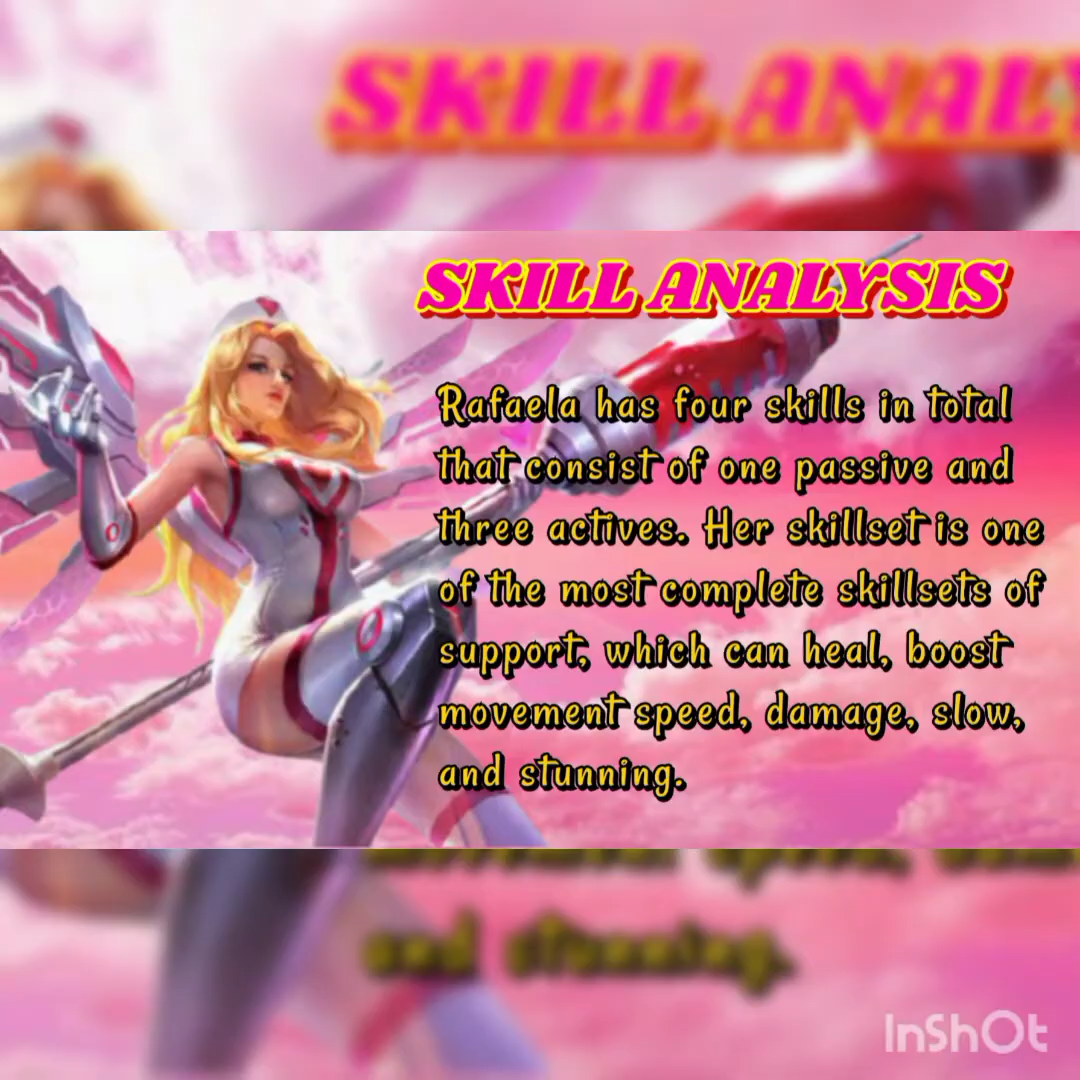 SKILL ANALY
SKILL ANALYSIS
Rafaela has four skills in total
that consist of one passive and
three actives. Her skillset is one
of the most complete skillsets of
support, which can heal, boost
movement speed, damage, slow,
and stunning.
and stunning.
InShOt